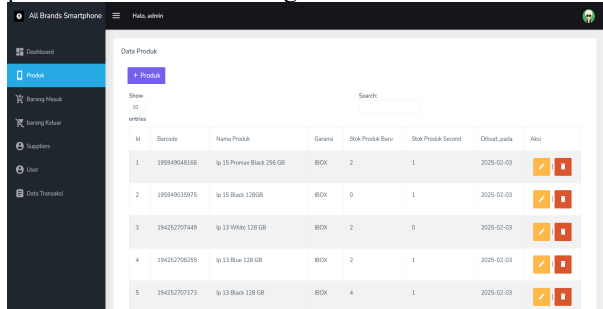 All Brands Smartphone
Halo, admin
Dashboard
Produk
Barang Masuk
barang Keluar
Suppliers
User
Data Transaksi
Data Produk
+ Produk
Show
10
entries
Search:
Id Barcode Nama Produk Garansi Stok Produk Baru Stok Produk Second Dibuat_pada Aksi
1 195949048166 Ip 15 Promax Black 256 GB IBOX 2 1 2025-02-03 |
2 195949035975 Ip 15 Black 128GB IBOX 0 1 2025-02-03 |
3 194252707449 Ip 13 White 128 GB IBOX 2 0 2025-02-03 |
4 194252708255 Ip 13 Blue 128 GB IBOX 2 1 2025-02-03 |
5 194252707173 Ip 13 Black 128 GB IBOX 4 1 2025-02-03 |